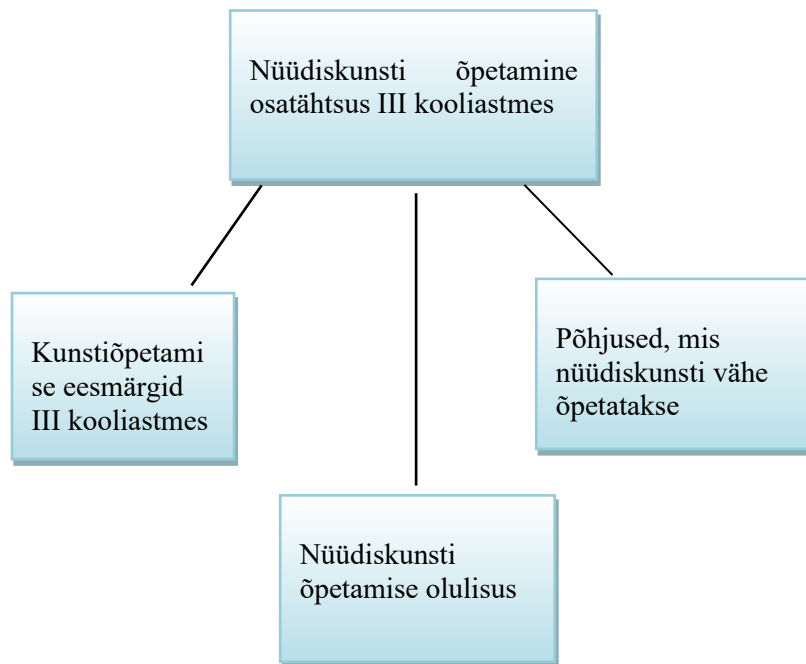 Nüüdiskunsti õpetamine
osatähtsus III kooliastmes
Kunstiõpetami
se eesmärgid
III kooliastmes
Põhjused, mis
nüüdiskunsti vähe
õpetatakse
Nüüdiskunsti
õpetamise olulisus